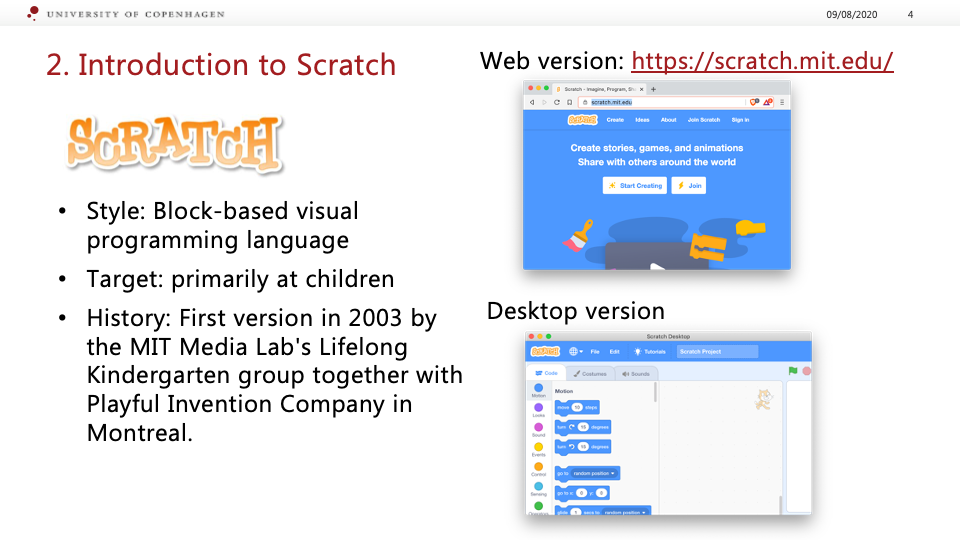 UNIVERSITY OF COPENHAGEN
09/08/2020
4
2. Introduction to Scratch
SCRATCH
• Style: Block-based visual
programming language
• Target: primarily at children
• History: First version in 2003 by
the MIT Media Lab's Lifelong
Kindergarten group together with
Playful Invention Company in
Montreal.
Web version: https://scratch.mit.edu/
Scratch - Imagine, Program, Sh
scratch.mit.edu
SCRATCH Create Ideas About Join Scratch Sign in
Create stories, games, and animations
Share with others around the world
Start Creating Join
Desktop version
Scratch Desktop
SCRATCH File Edit Tutorials Scratch Project
Code Costumes Sounds
Motion
Motion
move 10 steps
Looks
turn 15 degrees
Sound
turn 15 degrees
Events
Control
go to random position
Sensing
go to x: 0 y: 0
Operators
glide 1 secs to random position